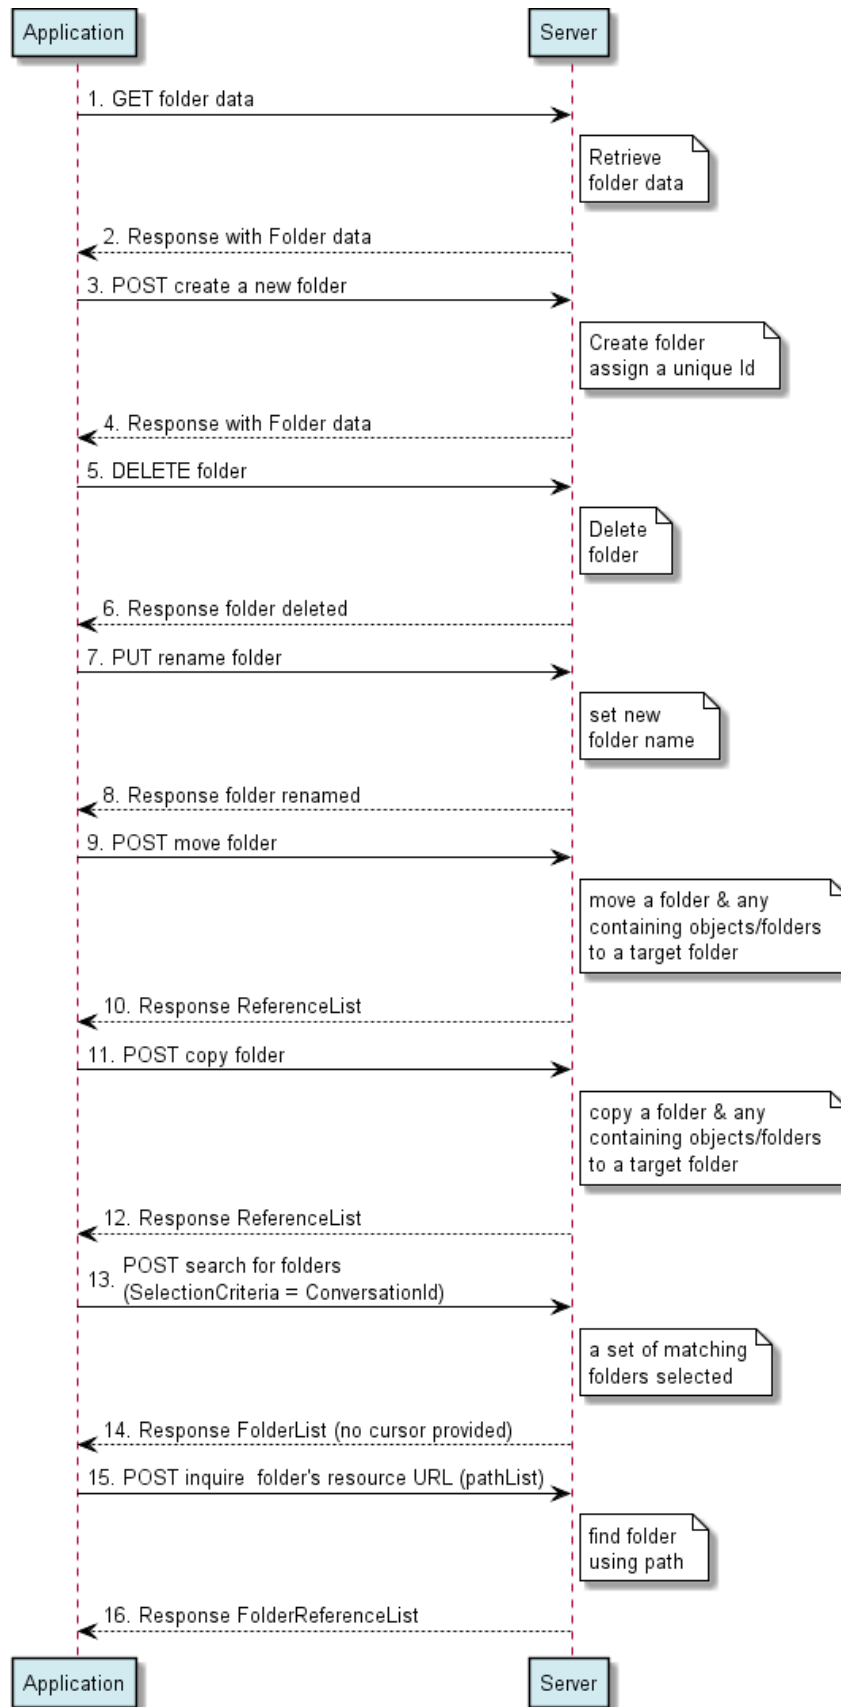 Application
Server
1. GET folder data
Retrieve
folder data
2. Response with Folder data
3. POST create a new folder
Create folder
assign a unique Id
4. Response with Folder data
5. DELETE folder
Delete
folder
6. Response folder deleted
7. PUT rename folder
set new
folder name
8. Response folder renamed
9. POST move folder
move a folder & any
containing objects/folders
to a target folder
10. Response ReferenceList
11. POST copy folder
copy a folder & any
containing objects/folders
to a target folder
12. Response ReferenceList
13. POST search for folders
(SelectionCriteria = ConversationId)
a set of matching
folders selected
14. Response FolderList (no cursor provided)
15. POST inquire  folder's resource URL (pathList)
find folder
using path
16. Response FolderReferenceList
Application
Server